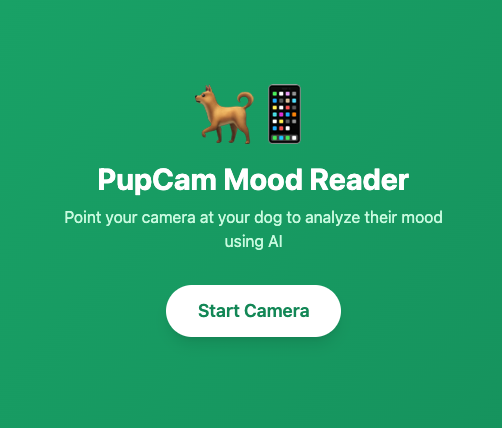 PupCam Mood Reader
Point your camera at your dog to analyze their mood
using AI
Start Camera